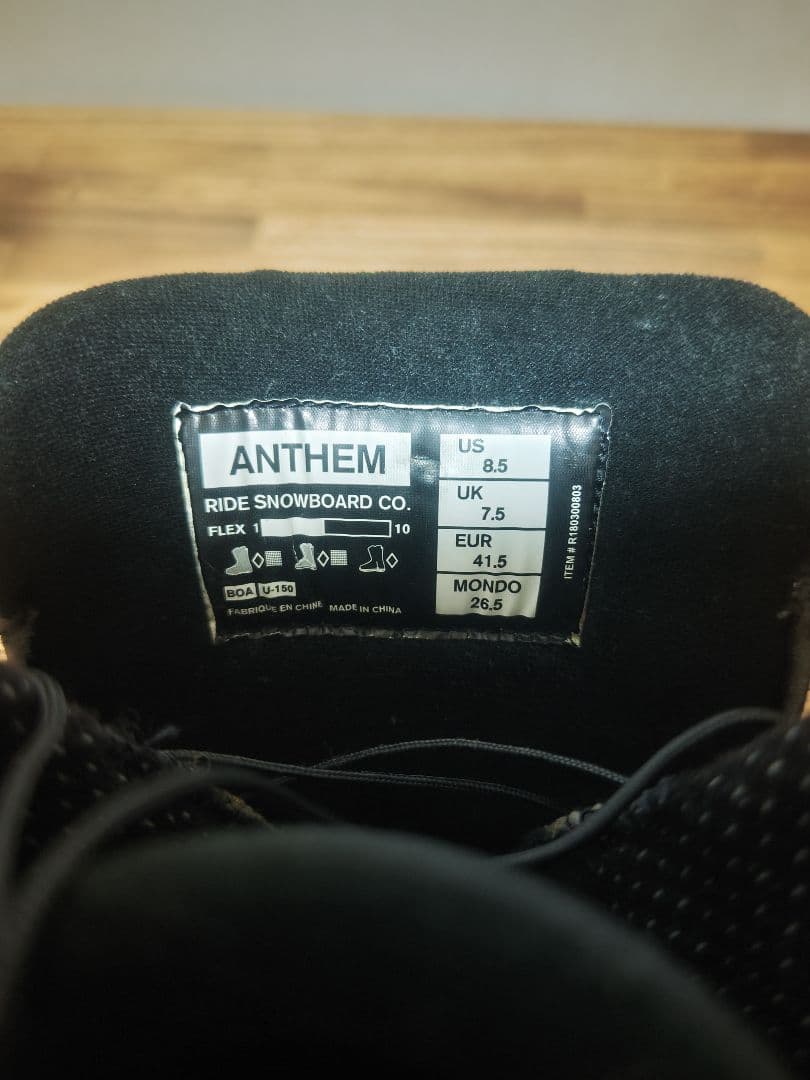 ANTHEM
RIDE SNOWBOARD CO.
FLEX 1 10
BOA U-150
FABRIQUE EN CHINE MADE IN CHINA
US
8.5
UK
7.5
EUR
41.5
MONDO
26.5
ITEM # R180300803